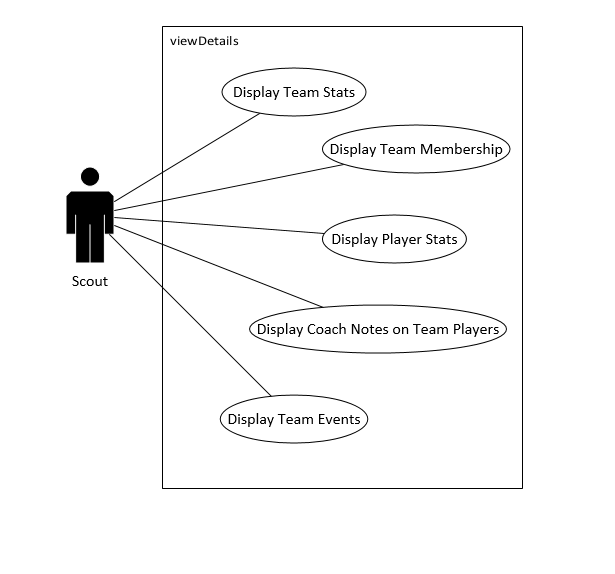 viewDetails
Display Team Stats
Display Team Membership
Display Player Stats
Scout
Display Coach Notes on Team Players
Display Team Events